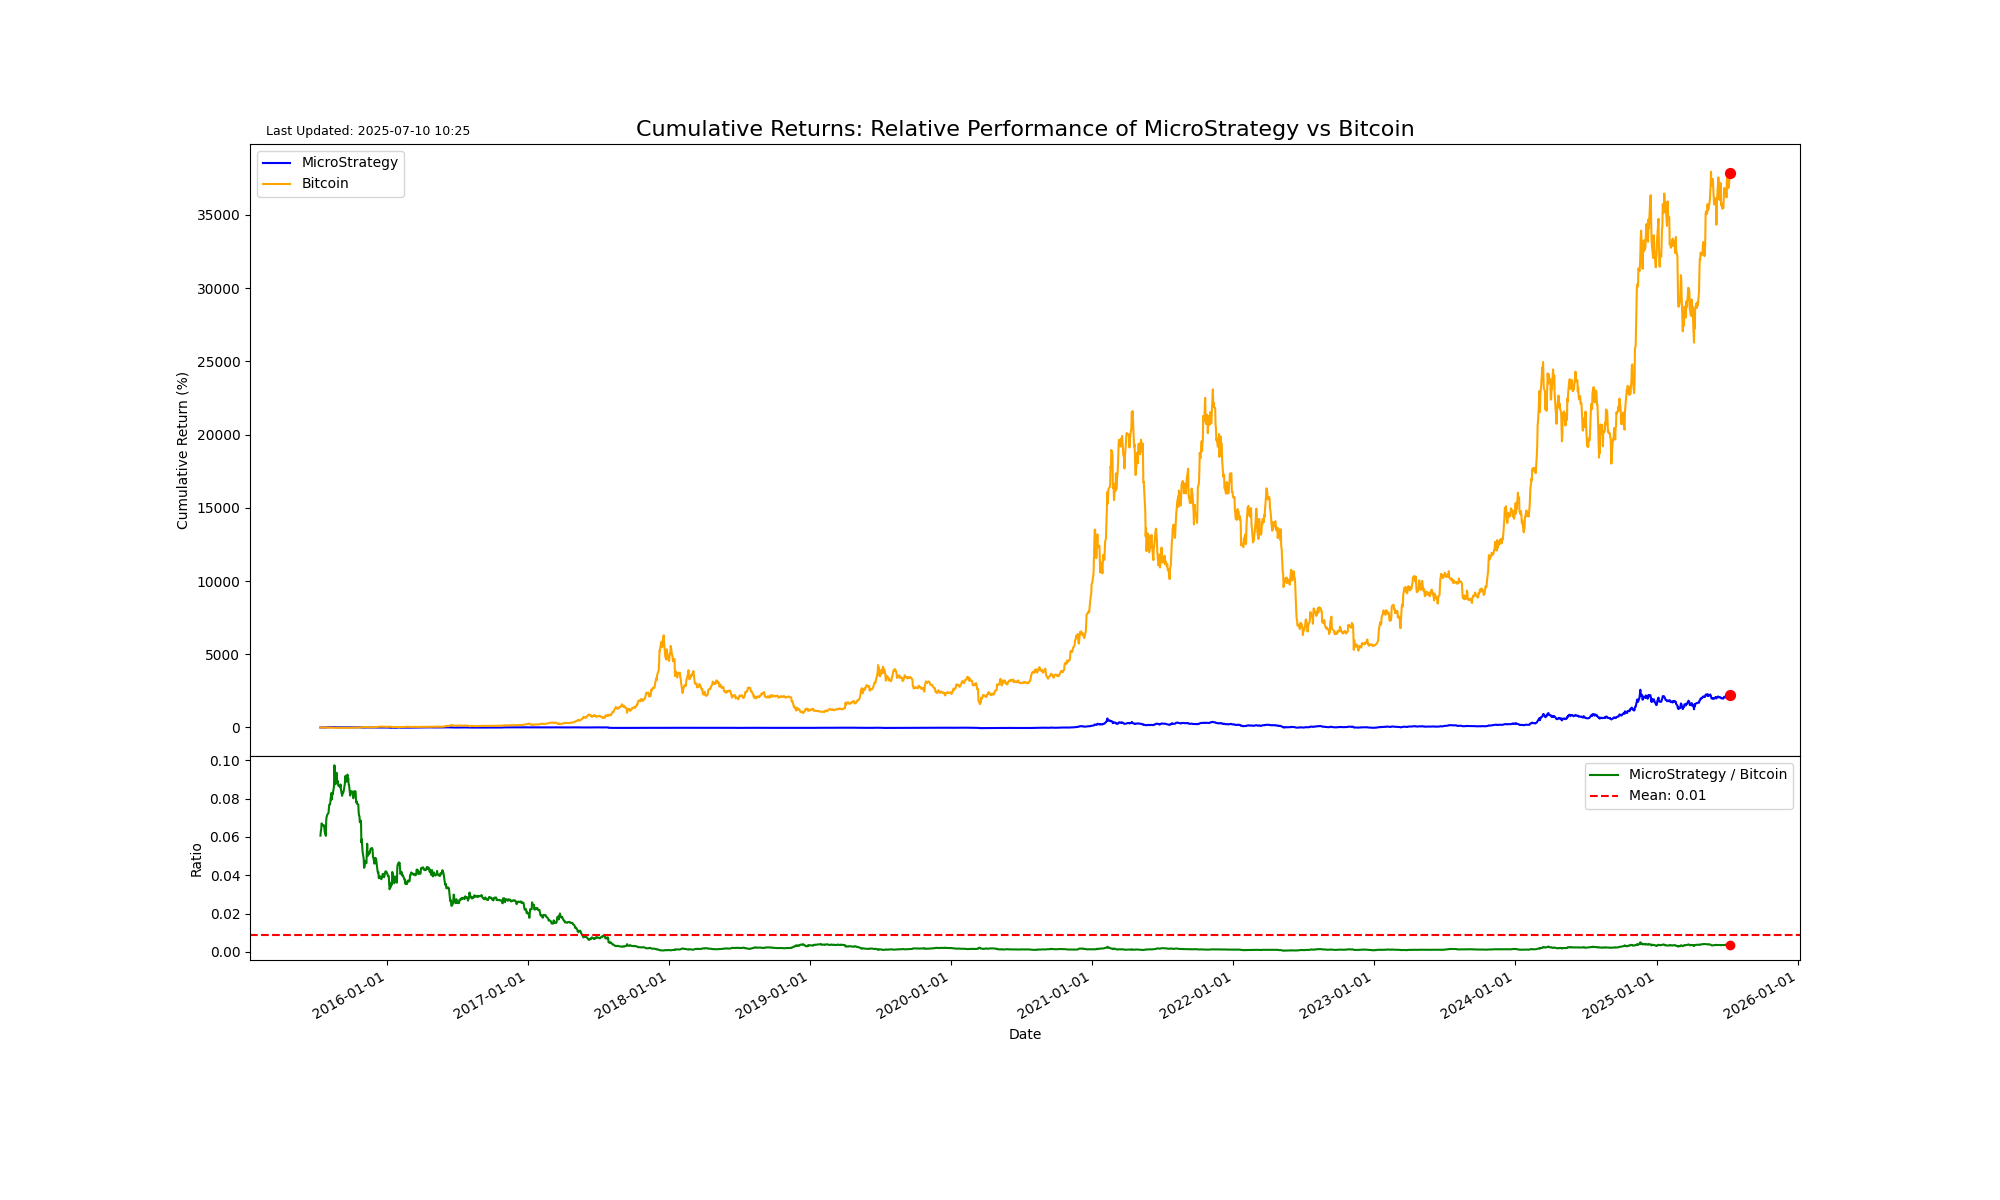 Last Updated: 2025-07-10 10:25
Cumulative Returns: Relative Performance of MicroStrategy vs Bitcoin
MicroStrategy
Bitcoin
35000
30000
25000
20000
15000
10000
5000
0
Cumulative Return (%)
MicroStrategy / Bitcoin
Mean: 0.01
0.10
0.08
0.06
0.04
0.02
0.00
Ratio
2016-01-01
2017-01-01
2018-01-01
2019-01-01
2020-01-01
2021-01-01
2022-01-01
2023-01-01
2024-01-01
2025-01-01
2026-01-01
Date